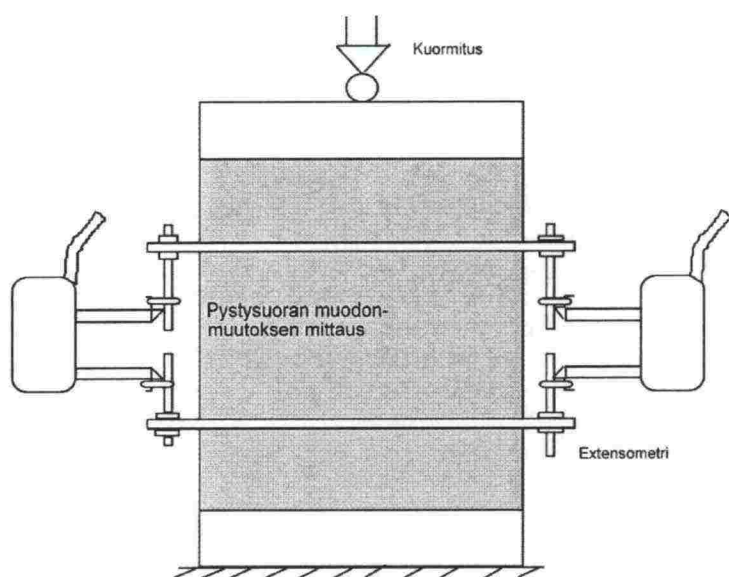 Kuormitus
Pystysuoran muodon-
muutoksen mittaus
Extensometri